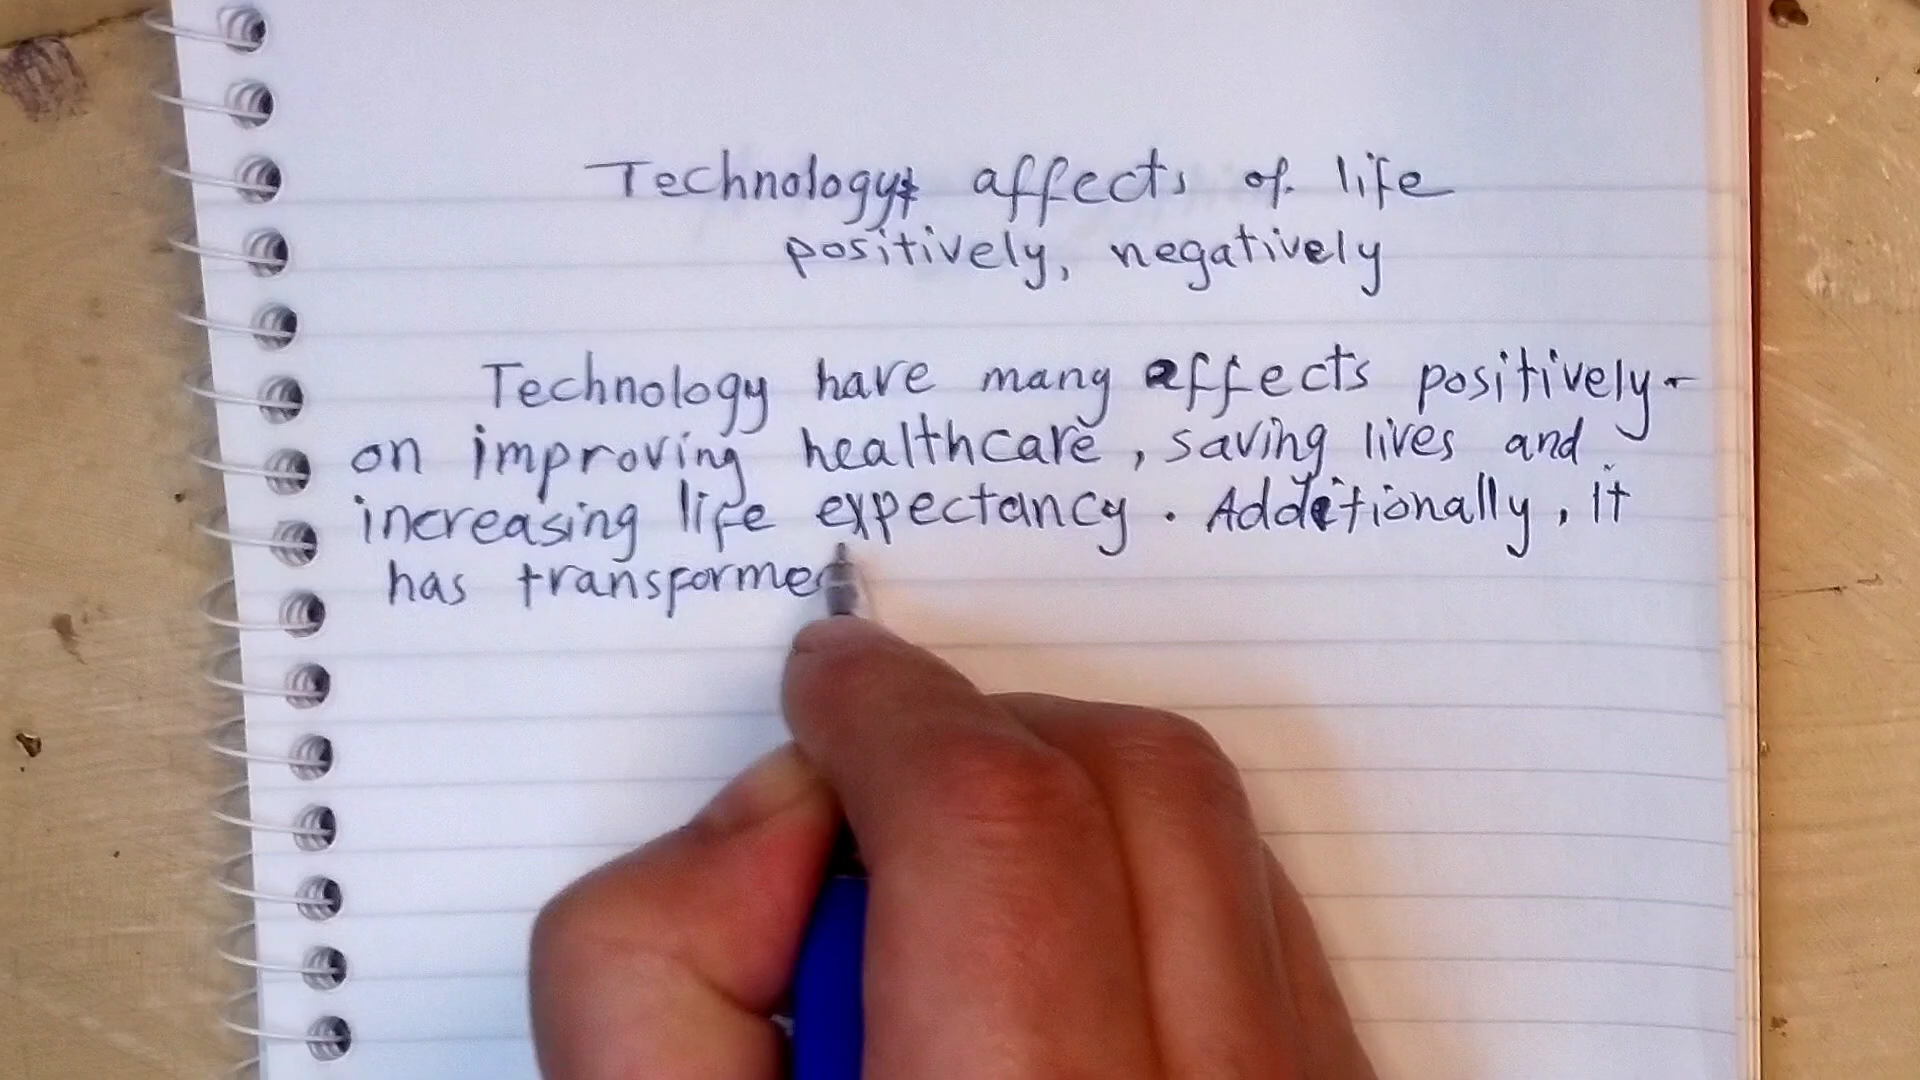 Technology affects of life
positively, negatively
Technology have many affects positively-
on improving healthcare, saving lives and
increasing life expectancy. Additionally, it
has transformed